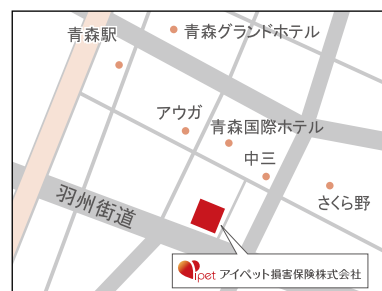 青森グランドホテル
青森駅
アウガ
青森国際ホテル
中三
さくら野
羽州街道
ipet アイペット損害保険株式会社